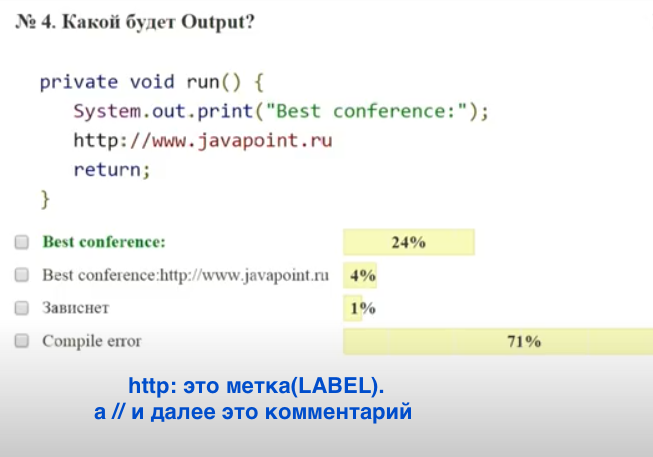 № 4. Какой будет Output?
private void run() {
System.out.print("Best conference:");
http://www.javapoint.ru
return;
}
Best conference: 24%
Best conference:http://www.javapoint.ru 4%
Зависнет 1%
Compile error 71%
http: это метка(LABEL).
а // и далее это комментарий